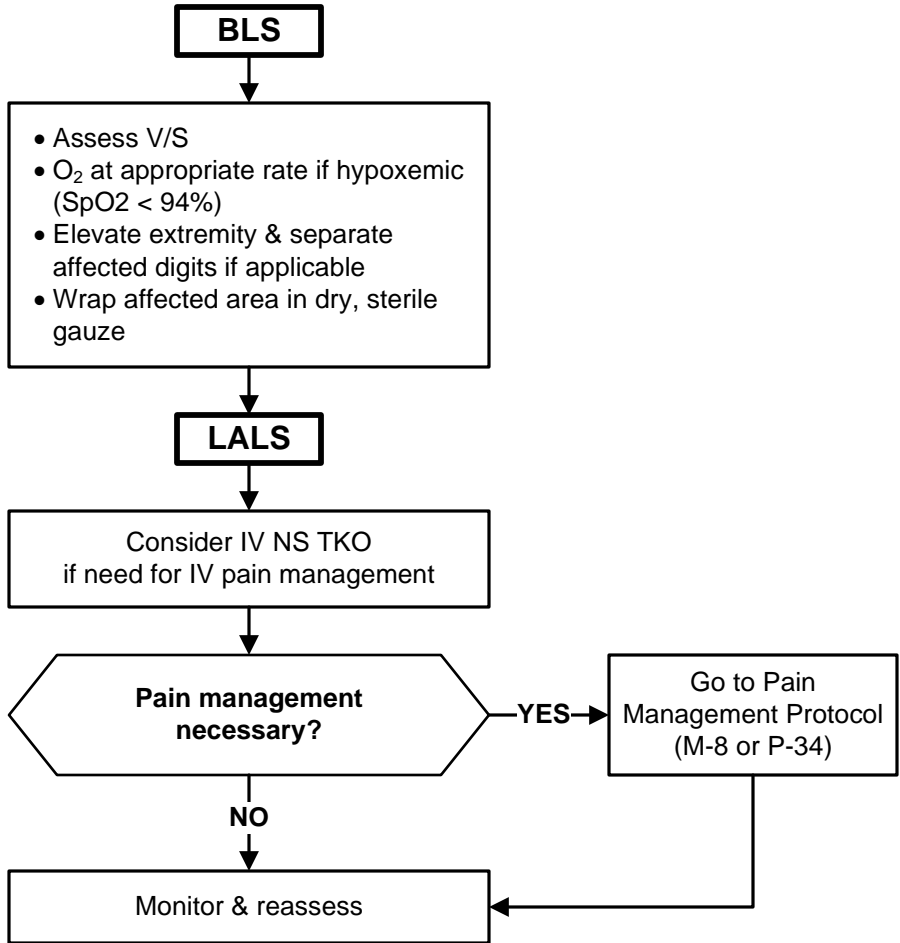 BLS
• Assess V/S
• O₂ at appropriate rate if hypoxemic
(SpO2 < 94%)
• Elevate extremity & separate
affected digits if applicable
• Wrap affected area in dry, sterile
gauze
LALS
Consider IV NS TKO
if need for IV pain management
Pain management
necessary?
YES
Go to Pain
Management Protocol
(M-8 or P-34)
NO
Monitor & reassess